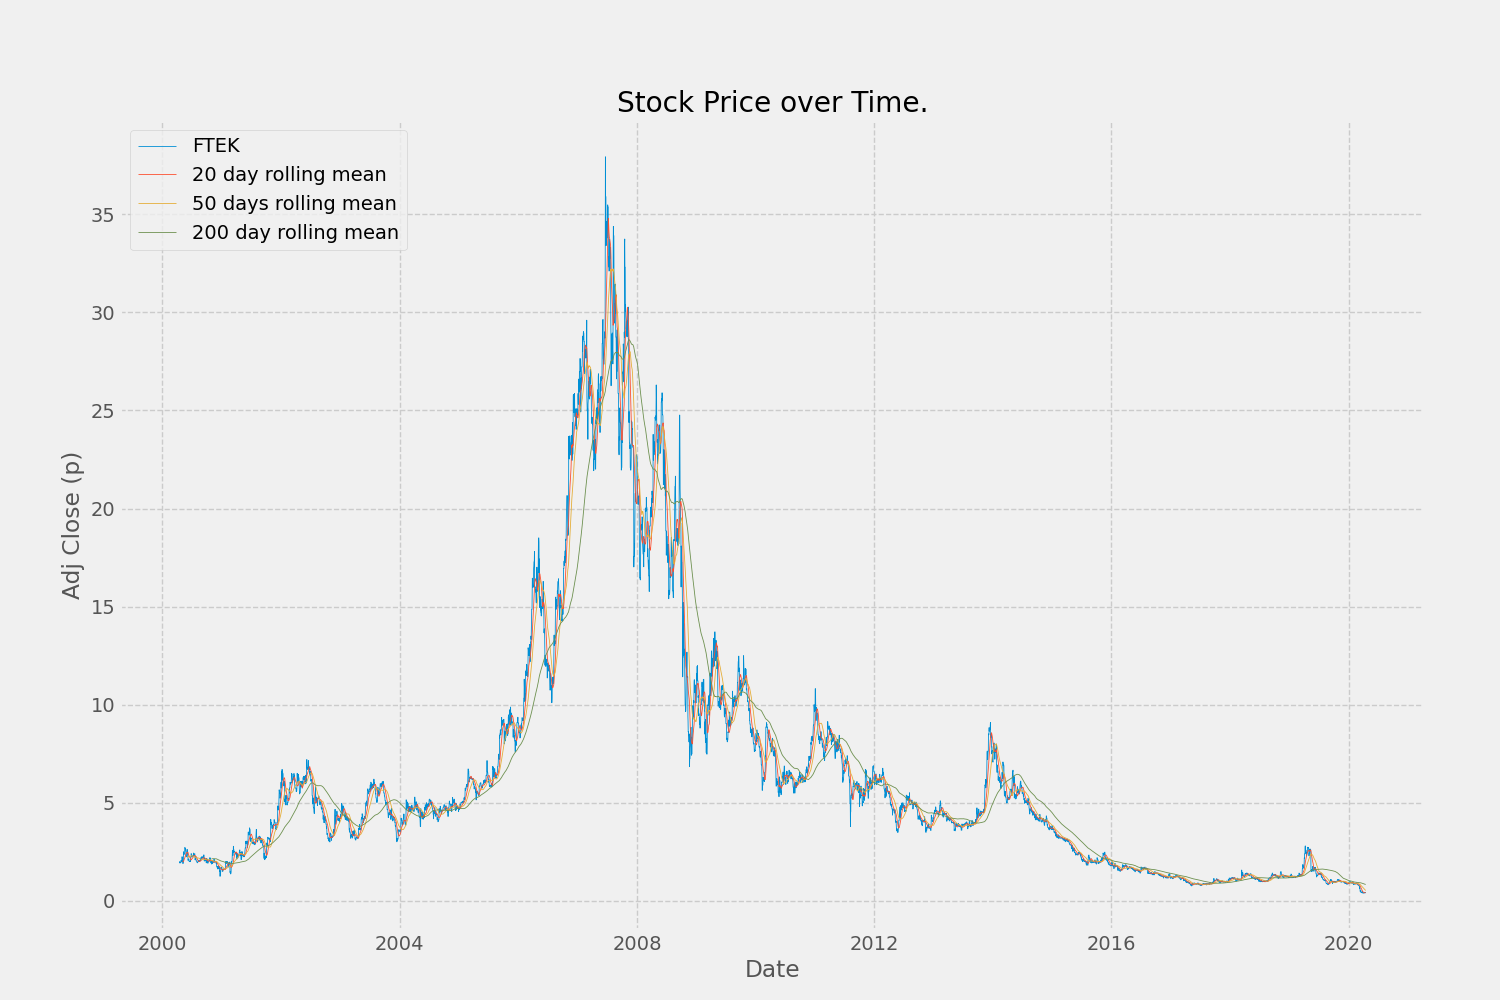 Stock Price over Time.
FTEK
20 day rolling mean
50 days rolling mean
200 day rolling mean
Adj Close (p)
35
30
25
20
15
10
5
0
2000 2004 2008 2012 2016 2020
Date